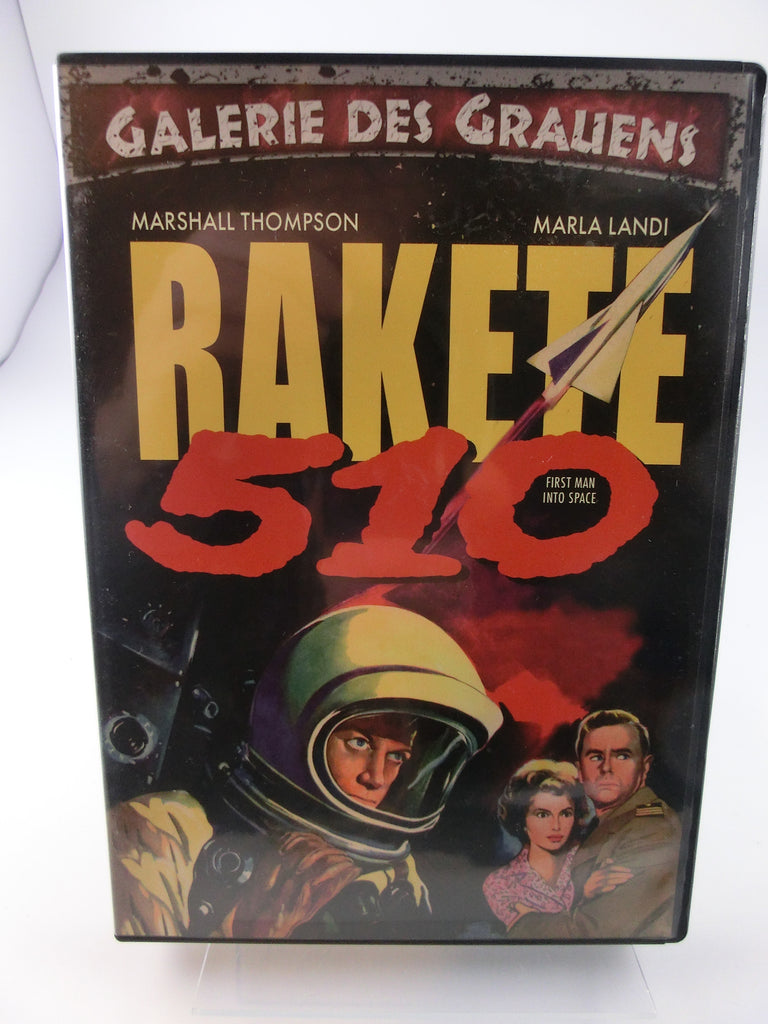 GALERIE DES GRAUENS
MARSHALL THOMPSON MARLA LANDI
RAKETE
510
FIRST MAN
INTO SPACE